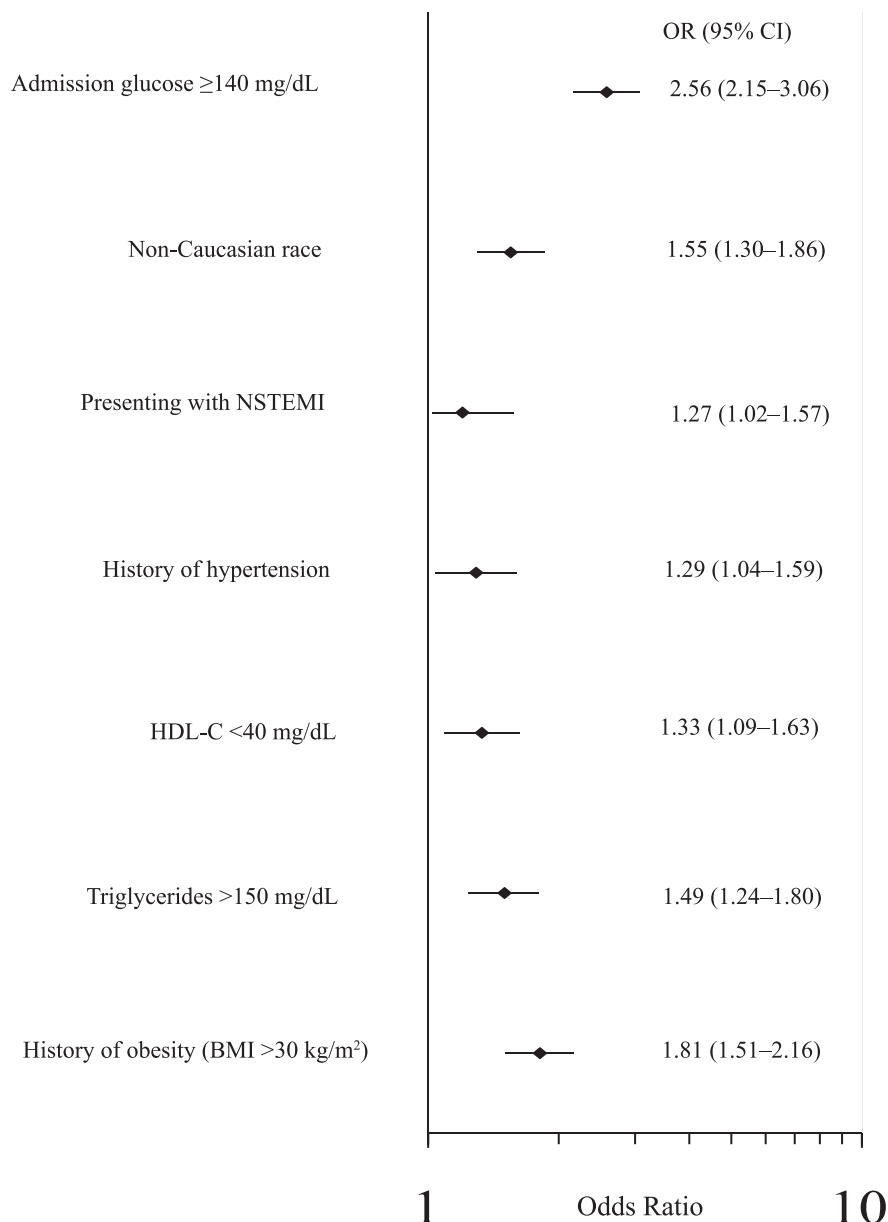 OR (95% CI)
Admission glucose ≥140 mg/dL 2.56 (2.15–3.06)
Non-Caucasian race 1.55 (1.30–1.86)
Presenting with NSTEMI 1.27 (1.02–1.57)
History of hypertension 1.29 (1.04–1.59)
HDL-C <40 mg/dL 1.33 (1.09–1.63)
Triglycerides >150 mg/dL 1.49 (1.24–1.80)
History of obesity (BMI >30 kg/m²) 1.81 (1.51–2.16)
1 Odds Ratio 10